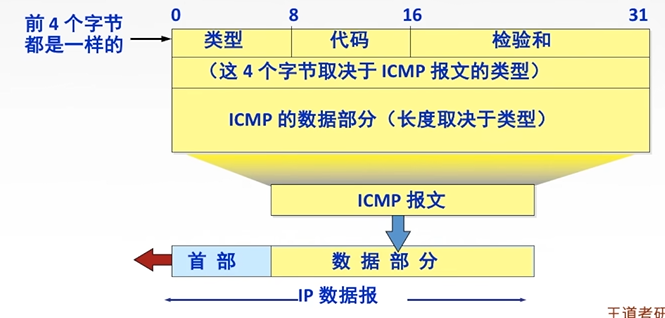 0 8 16 31
前 4 个字节
都是一样的
类型 代码 检验和
（这 4 个字节取决于 ICMP 报文的类型）
ICMP 的数据部分（长度取决于类型）
ICMP 报文
首 部 数 据 部 分
IP 数据报
王道考研